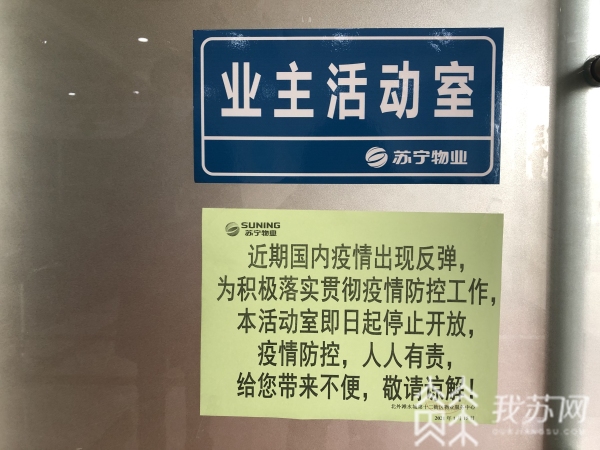 业主活动室
苏宁物业
SUNING
苏宁物业
近期国内疫情出现反弹，
为积极落实贯彻疫情防控工作，
本活动室即日起停止开放，
疫情防控，人人有责，
给您带来不便，敬请谅解！
我苏网
OURJIANGSU.COM